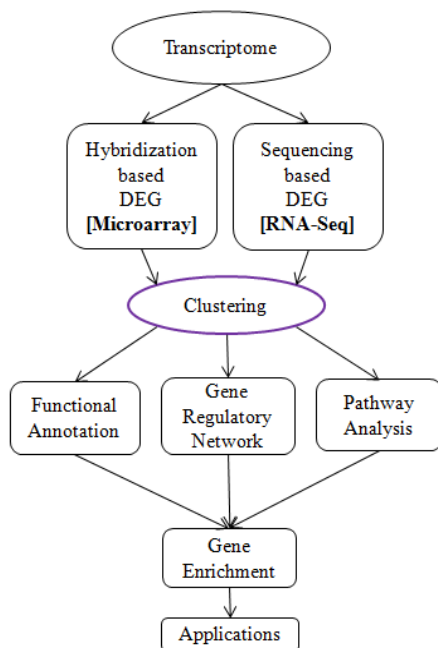 Transcriptome
Hybridization
based
DEG
[Microarray]
Sequencing
based
DEG
[RNA-Seq]
Clustering
Functional
Annotation
Gene
Regulatory
Network
Pathway
Analysis
Gene
Enrichment
Applications